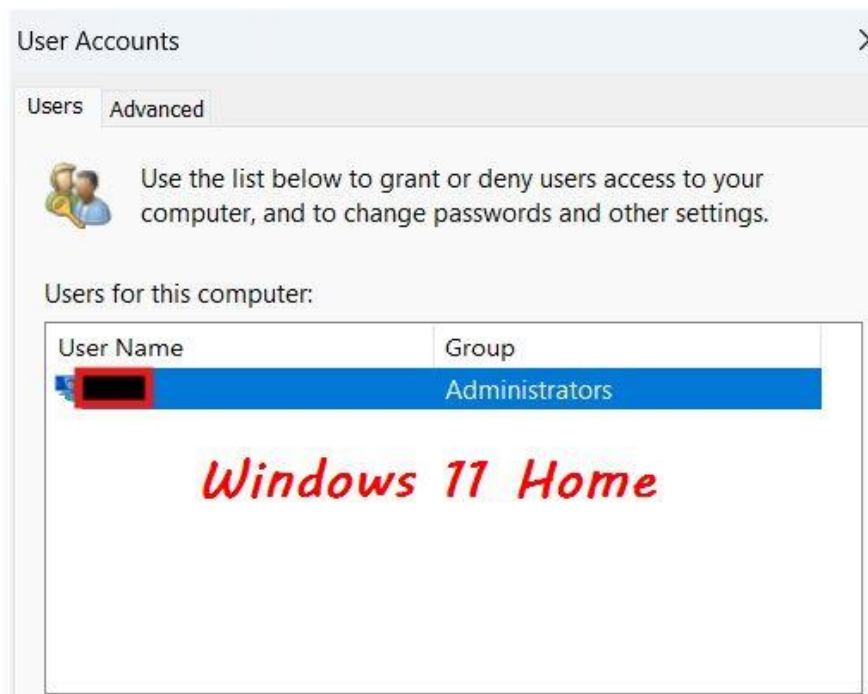 User Accounts
Users Advanced
Use the list below to grant or deny users access to your
computer, and to change passwords and other settings.
Users for this computer:
User Name Group
Administrators
Windows 11 Home